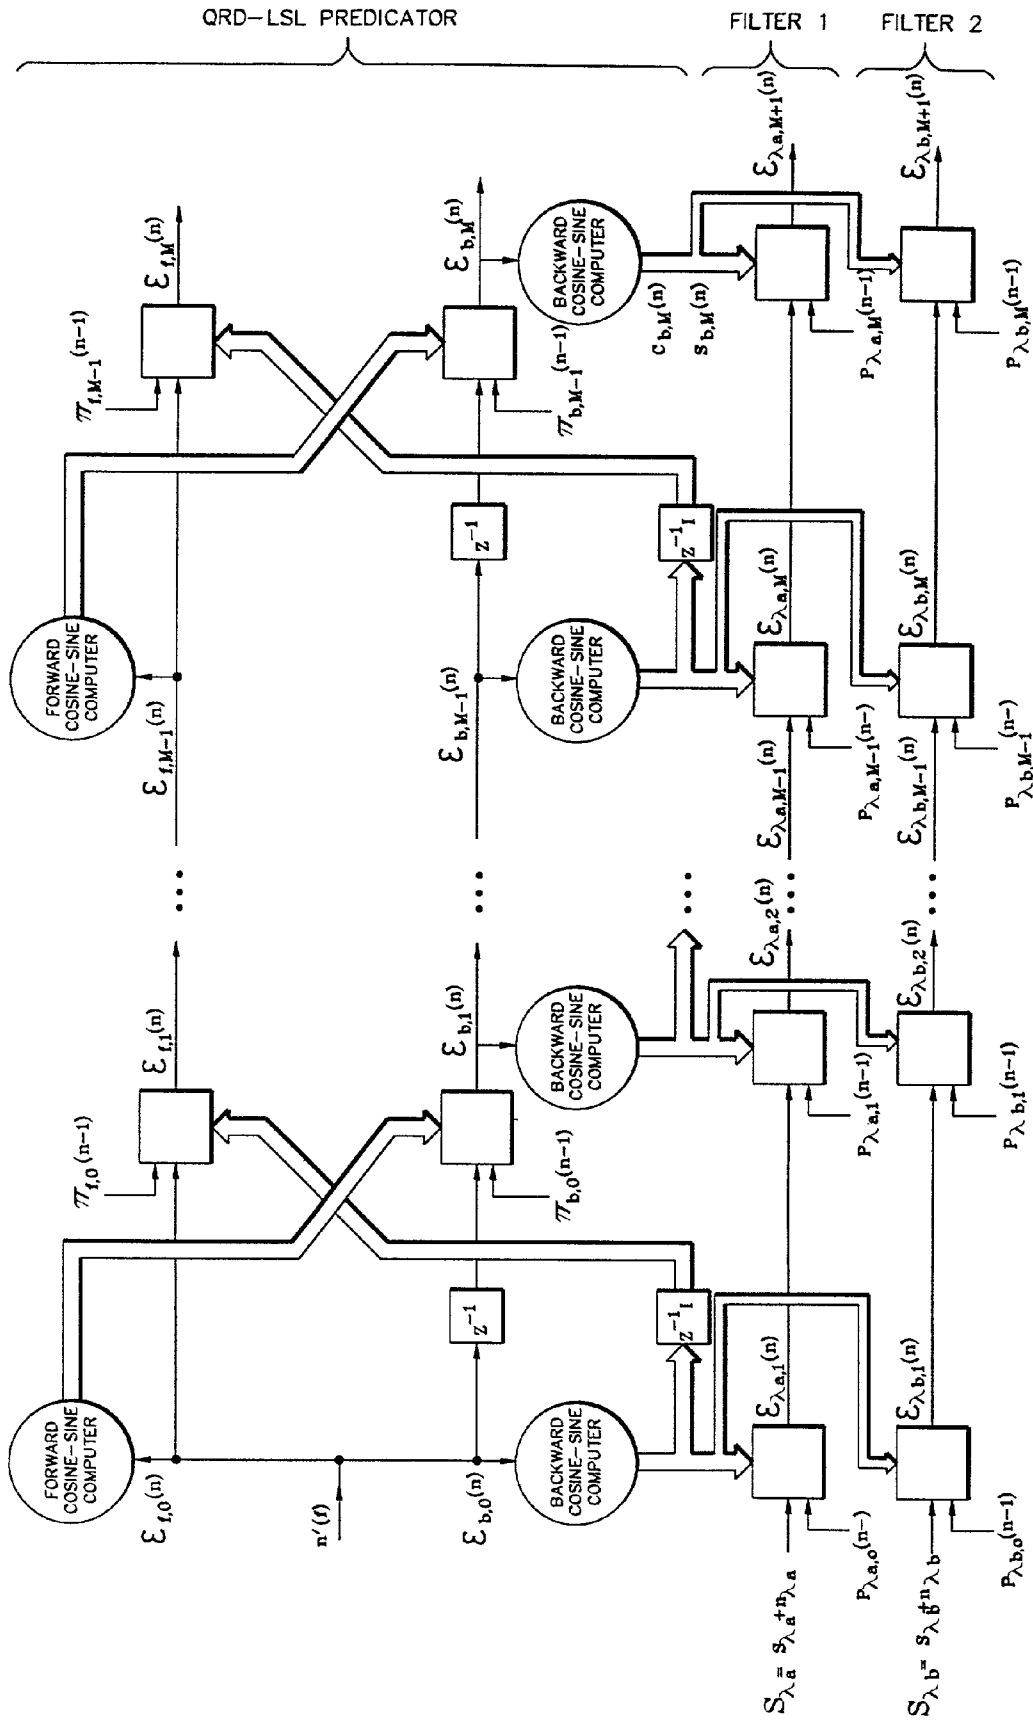 QRD-LSL PREDICATOR
FILTER 1
FILTER 2
FORWARD
COSINE-SINE
COMPUTER
FORWARD
COSINE-SINE
COMPUTER
ε_{f,0}(n)
π_{f,0}(n-1)
ε_{f,1}(n)
• • •
ε_{f,M-1}(n)
π_{f,M-1}(n-1)
ε_{f,M}(n)
n'(f)
ε_{b,0}(n)
Z^{-1}
π_{b,0}(n-1)
ε_{b,1}(n)
• • •
ε_{b,M-1}(n)
Z^{-1}
π_{b,M-1}(n-1)
ε_{b,M}(n)
BACKWARD
COSINE-SINE
COMPUTER
BACKWARD
COSINE-SINE
COMPUTER
BACKWARD
COSINE-SINE
COMPUTER
BACKWARD
COSINE-SINE
COMPUTER
Z^{-1}I
• • •
Z^{-1}I
C_{b,M}(n)
S_{b,M}(n)
S_{λa} = s_{λa}+n_{λa}
P_{λa,0}(n-)
ε_{λa,1}(n)
P_{λa,1}(n-1)
ε_{λa,2}(n)
• • •
ε_{λa,M-1}(n)
P_{λa,M-1}(n-)
ε_{λa,M}(n)
P_{λa,M}(n-1)
ε_{λa,M+1}(n)
S_{λb} = s_{λb}+n_{λb}
P_{λb,0}(n-1)
ε_{λb,1}(n)
P_{λb,1}(n-1)
ε_{λb,2}(n)
• • •
ε_{λb,M-1}(n)
P_{λb,M-1}(n-)
ε_{λb,M}(n)
P_{λb,M}(n-1)
ε_{λb,M+1}(n)